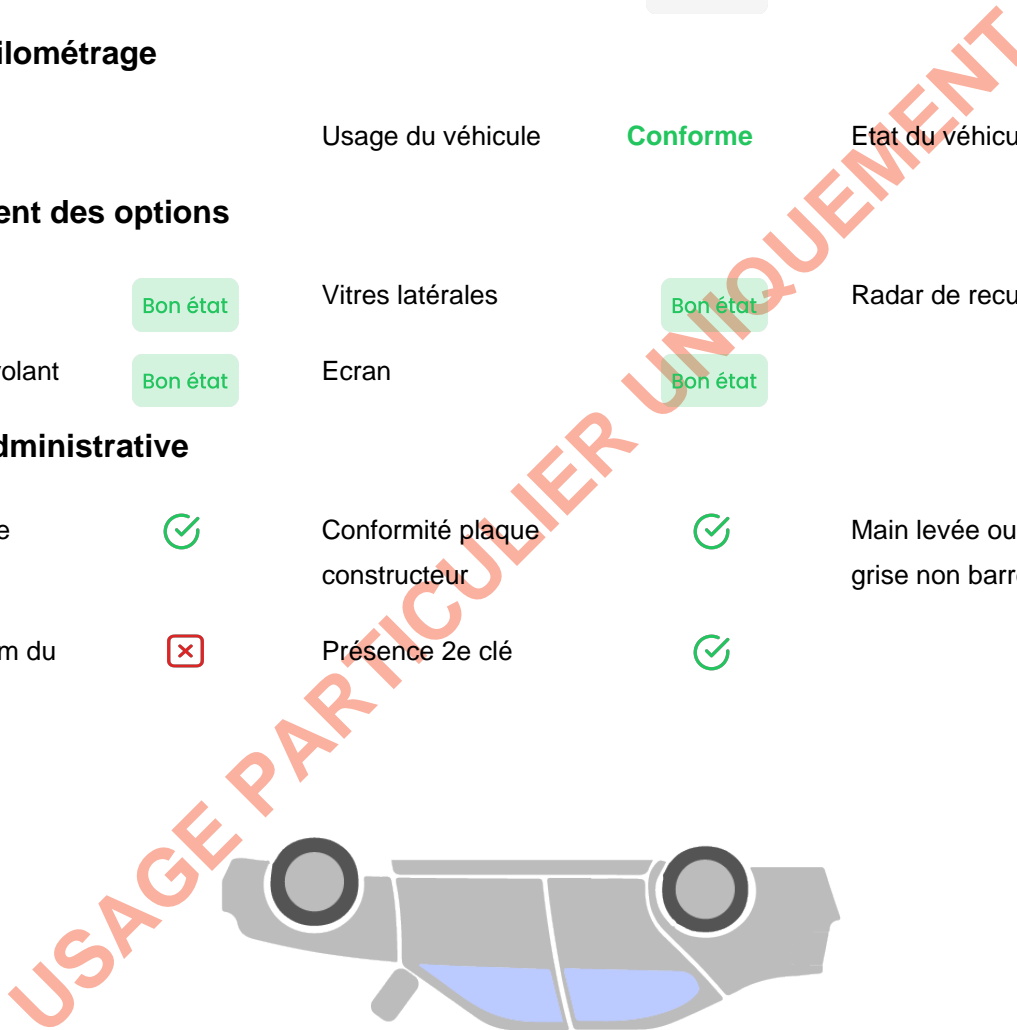 ilométrage
Usage du véhicule Conforme Etat du véhicu
ent des options
Bon état Vitres latérales Bon état Radar de recu
volant Bon état Ecran Bon état
dministrative
e Conformité plaque Main levée ou
constructeur grise non barr
m du Présence 2e clé
USAGE PARTICULIER UNIQUEMENT